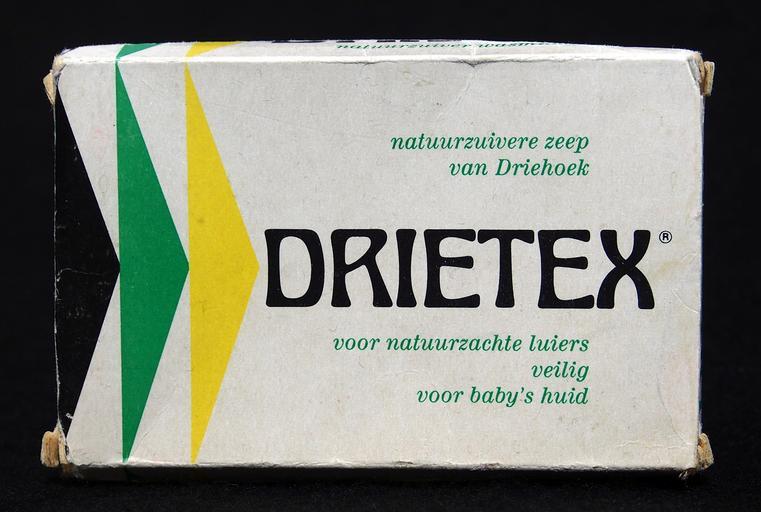 natuurzuivere zeep
van Driehoek
DRIETEX®
voor natuurzachte luiers
veilig
voor baby's huid